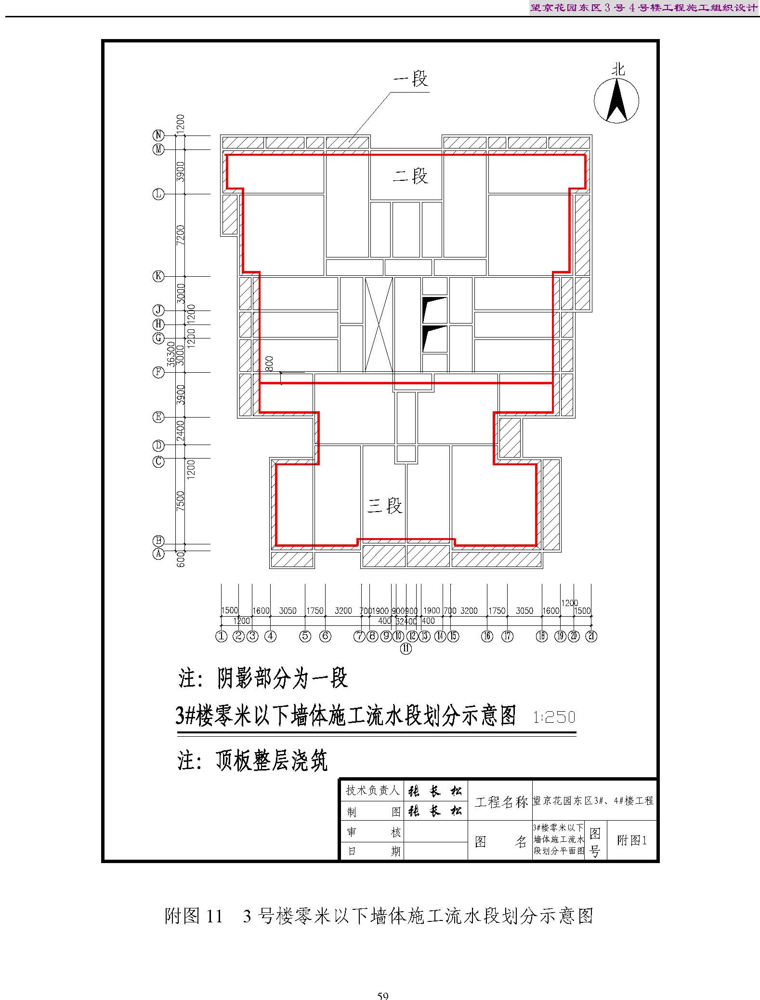 望京花园东区3号4号楼工程施工组织设计
北
一段
二段
三段
N
M
L
K
J
H
G
F
E
D
C
B
A
1200
3900
7200
3000
1200
1200
3000
36300
3900
2400
1200
7500
600
800
1200
1500 1600 3050 1750 3200 700 1900 900 900 1900 700 3200 1750 3050 1600 1500
1200 400 32400 400
1 2 3 4 5 6 7 8 9 10 12 13 14 15 16 17 18 19 20 21
11
注：阴影部分为一段
3#楼零米以下墙体施工流水段划分示意图 1:250
注：顶板整层浇筑
技术负责人 张长松
制图 张长松
审核
日期
工程名称 望京花园东区3#、4#楼工程
图名 3#楼零米以下
墙体施工流水
段划分平面图
图号 附图1
附图11 3号楼零米以下墙体施工流水段划分示意图
59